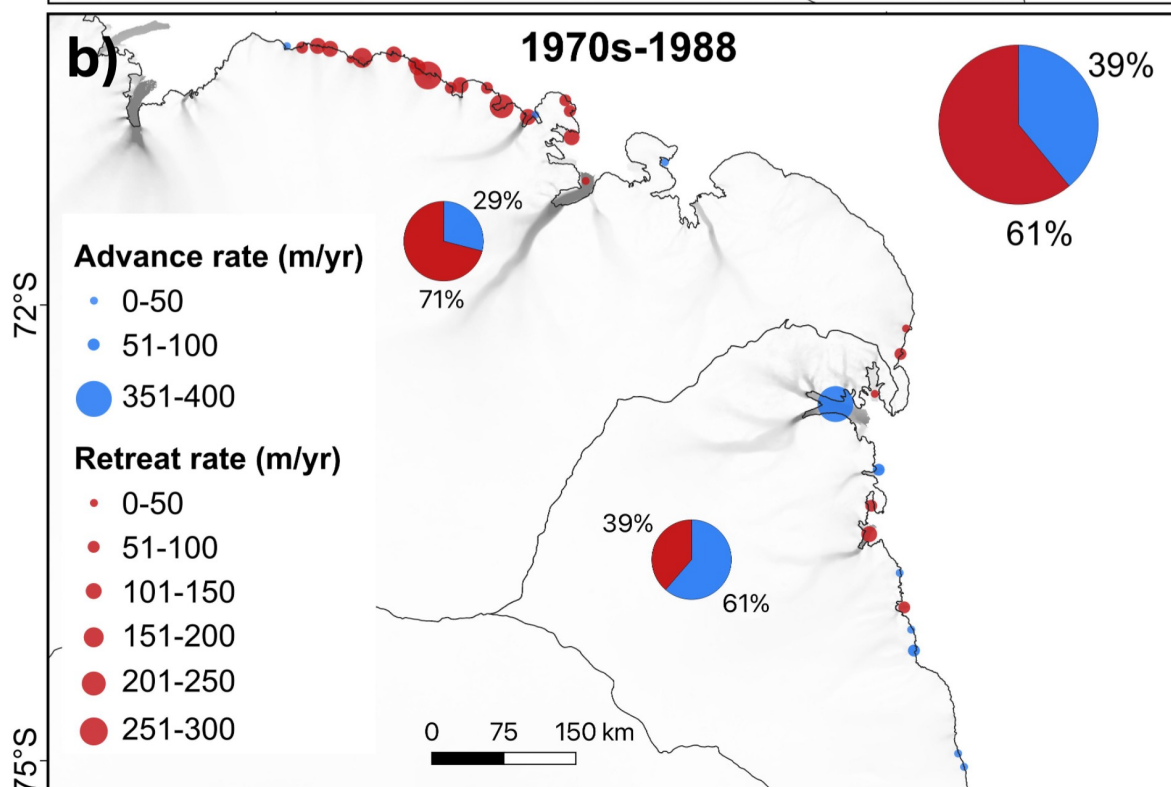 b)
1970s-1988
39%
61%
29%
71%
72°S
Advance rate (m/yr)
0-50
51-100
351-400
Retreat rate (m/yr)
0-50
51-100
101-150
151-200
201-250
251-300
39%
61%
0 75 150 km
75°S